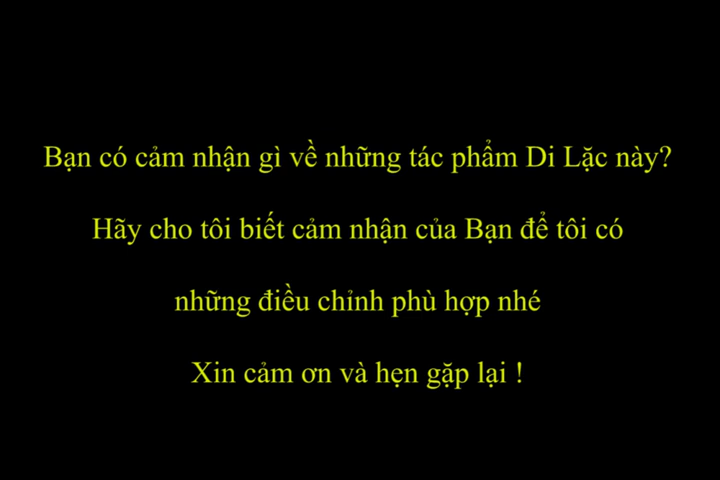 Bạn có cảm nhận gì về những tác phẩm Di Lặc này?
Hãy cho tôi biết cảm nhận của Bạn để tôi có
những điều chỉnh phù hợp nhé
Xin cảm ơn và hẹn gặp lại !